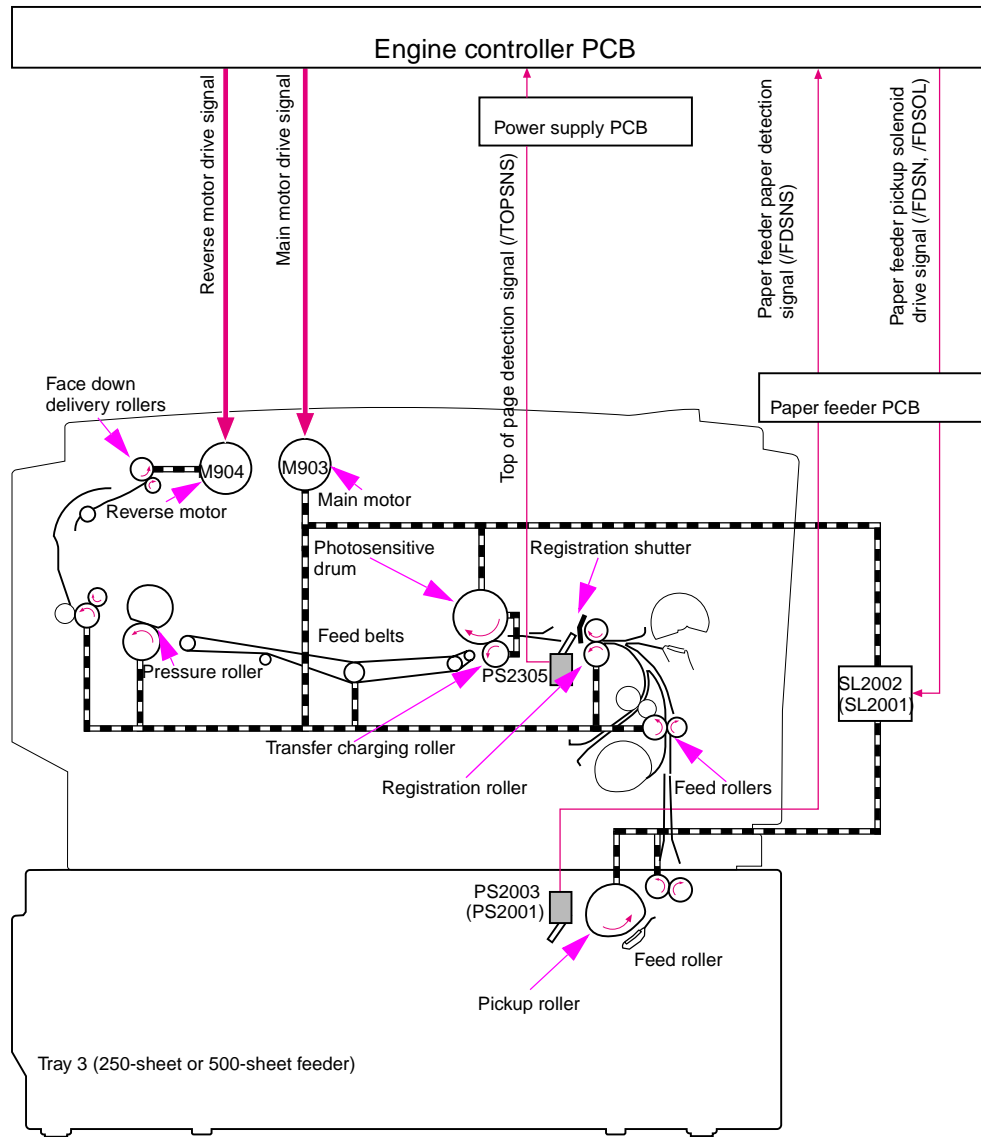 Engine controller PCB
Reverse motor drive signal
Main motor drive signal
Power supply PCB
Top of page detection signal (/TOPSNS)
Paper feeder paper detection
signal (/FDSNS)
Paper feeder pickup solenoid
drive signal (/FDSN, /FDSOL)
Paper feeder PCB
Face down
delivery rollers
M904
M903
Main motor
Reverse motor
Photosensitive
drum
Registration shutter
Feed belts
Pressure roller
PS2305
SL2002
(SL2001)
Transfer charging roller
Registration roller
Feed rollers
PS2003
(PS2001)
Feed roller
Pickup roller
Tray 3 (250-sheet or 500-sheet feeder)